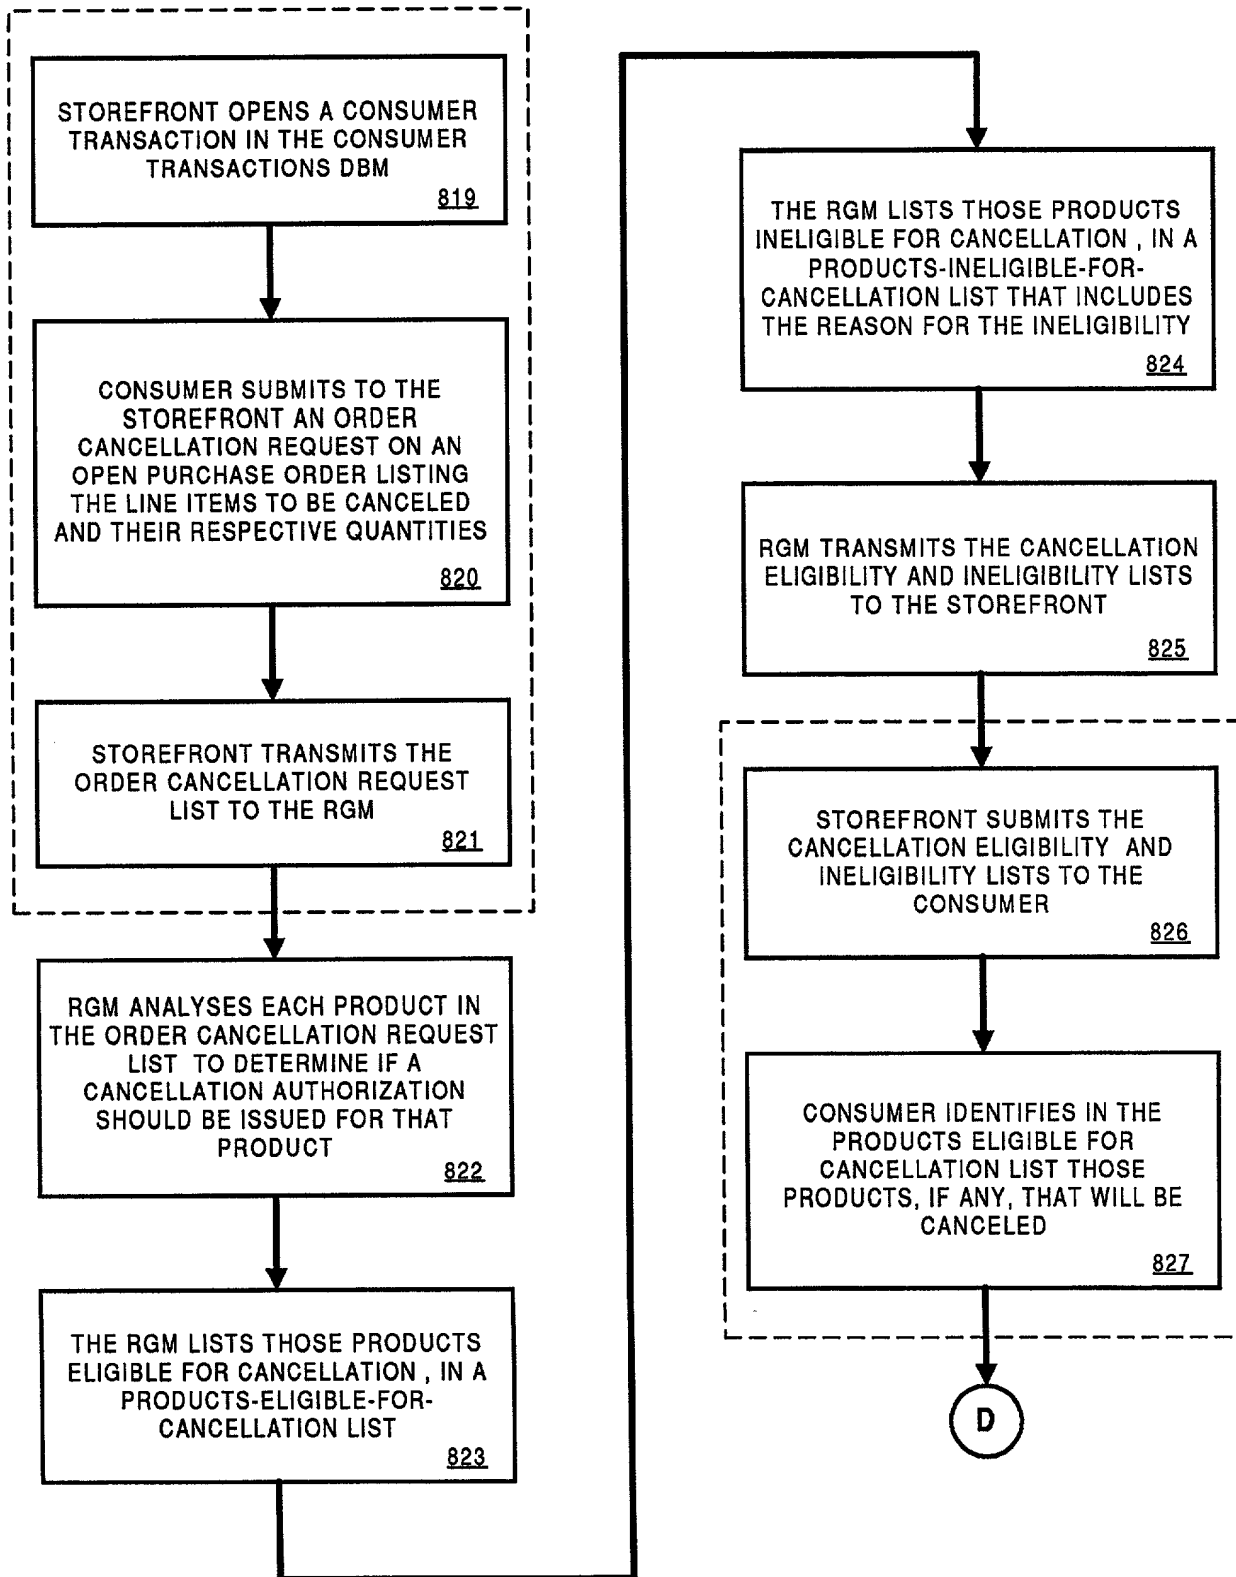 STOREFRONT OPENS A CONSUMER
TRANSACTION IN THE CONSUMER
TRANSACTIONS DBM
819
CONSUMER SUBMITS TO THE
STOREFRONT AN ORDER
CANCELLATION REQUEST ON AN
OPEN PURCHASE ORDER LISTING
THE LINE ITEMS TO BE CANCELED
AND THEIR RESPECTIVE QUANTITIES
820
STOREFRONT TRANSMITS THE
ORDER CANCELLATION REQUEST
LIST TO THE RGM
821
RGM ANALYSES EACH PRODUCT IN
THE ORDER CANCELLATION REQUEST
LIST TO DETERMINE IF A
CANCELLATION AUTHORIZATION
SHOULD BE ISSUED FOR THAT
PRODUCT
822
THE RGM LISTS THOSE PRODUCTS
ELIGIBLE FOR CANCELLATION , IN A
PRODUCTS-ELIGIBLE-FOR-
CANCELLATION LIST
823
THE RGM LISTS THOSE PRODUCTS
INELIGIBLE FOR CANCELLATION , IN A
PRODUCTS-INELIGIBLE-FOR-
CANCELLATION LIST THAT INCLUDES
THE REASON FOR THE INELIGIBILITY
824
RGM TRANSMITS THE CANCELLATION
ELIGIBILITY AND INELIGIBILITY LISTS
TO THE STOREFRONT
825
STOREFRONT SUBMITS THE
CANCELLATION ELIGIBILITY AND
INELIGIBILITY LISTS TO THE
CONSUMER
826
CONSUMER IDENTIFIES IN THE
PRODUCTS ELIGIBLE FOR
CANCELLATION LIST THOSE
PRODUCTS, IF ANY, THAT WILL BE
CANCELED
827
D